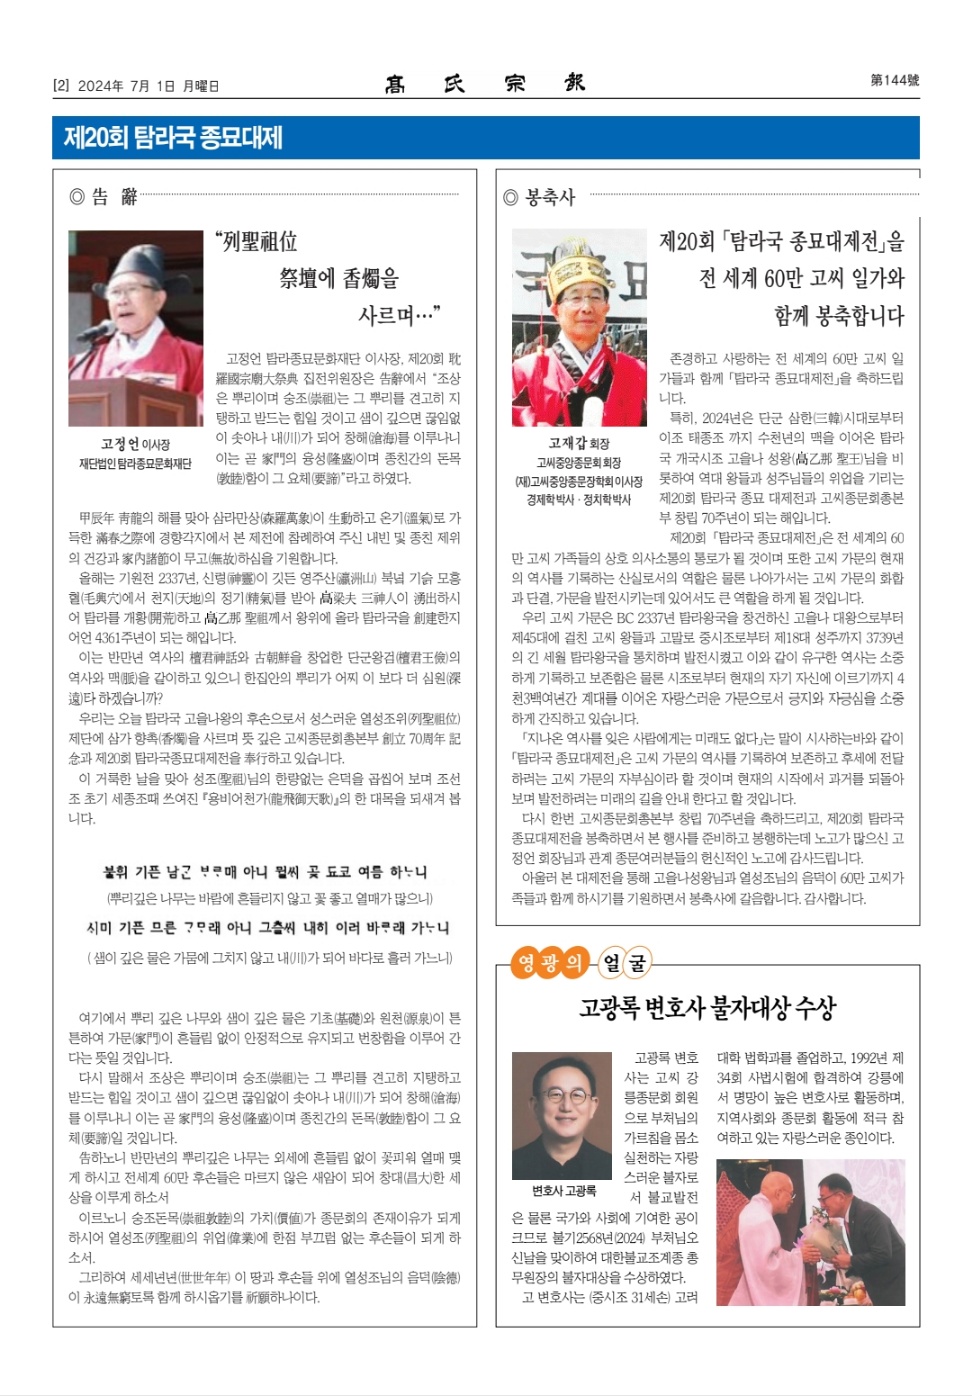 [2] 2024年 7月 1日 月曜日
高 氏 宗 報
第144號
제20회 탐라국 종묘대제
◎ 告 辭
“列聖祖位
祭壇에 香燭을
사르며…”
고정언 이사장
재단법인 탐라종묘문화재단
고정언 탐라종묘문화재단 이사장, 제20회 耽
羅國宗廟大祭典 집전위원장은 告辭에서 “조상
은 뿌리이며 숭조(崇祖)는 그 뿌리를 견고히 지
탱하고 받드는 힘일 것이고 샘이 깊으면 끊임없
이 솟아나 내(川)가 되어 창해(滄海)를 이루나니
이는 곧 家門의 융성(隆盛)이며 종친간의 돈목
(敦睦)함이 그 요체(要諦)”라고 하였다.
甲辰年 靑龍의 해를 맞아 삼라만상(森羅萬象)이 生動하고 온기(溫氣)로 가
득한 滿春之際에 경향각지에서 본 제전에 참례하여 주신 내빈 및 종친 제위
의 건강과 家內諸節이 무고(無故)하심을 기원합니다.
올해는 기원전 2337년, 신령(神靈)이 깃든 영주산(瀛洲山) 북녘 기슭 모흥
혈(毛興穴)에서 천지(天地)의 정기(精氣)를 받아 高梁夫 三神人이 湧出하시
어 탐라를 개황(開荒)하고 高乙那 聖祖께서 왕위에 올라 탐라국을 創建한지
어언 4361주년이 되는 해입니다.
이는 반만년 역사의 檀君神話와 古朝鮮을 창업한 단군왕검(檀君王儉)의
역사와 맥(脈)을 같이하고 있으니 한집안의 뿌리가 어찌 이 보다 더 심원(深
遠)타 하겠습니까?
우리는 오늘 탐라국 고을나왕의 후손으로서 성스러운 열성조위(列聖祖位)
제단에 삼가 향촉(香燭)을 사르며 뜻 깊은 고씨종문회총본부 創立 70周年 記
念과 제20회 탐라국종묘대제전을 奉行하고 있습니다.
이 거룩한 날을 맞아 성조(聖祖)님의 한량없는 은덕을 곱씹어 보며 조선
조 초기 세종조때 쓰여진 『용비어천가(龍飛御天歌)』의 한 대목을 되새겨 봅
니다.
불휘 기픈 아니 뮐씨 곶 됴코 여름 하ᄂ니
(뿌리깊은 나무는 바람에 흔들리지 않고 꽃 좋고 열매가 많으니)
시미 기픈 므른 아니 그츨씨 내히 이러 바ᄅ래 가ᄂ니
( 샘이 깊은 물은 가뭄에 그치지 않고 내(川)가 되어 바다로 흘러 가느니)
여기에서 뿌리 깊은 나무와 샘이 깊은 물은 기초(基礎)와 원천(源泉)이 튼
튼하여 가문(家門)이 흔들림 없이 안정적으로 유지되고 번창함을 이루어 간
다는 뜻일 것입니다.
다시 말해서 조상은 뿌리이며 숭조(崇祖)는 그 뿌리를 견고히 지탱하고
받드는 힘일 것이고 샘이 깊으면 끊임없이 솟아나 내(川)가 되어 창해(滄海)
를 이루나니 이는 곧 家門의 융성(隆盛)이며 종친간의 돈목(敦睦)함이 그 요
체(要諦)일 것입니다.
告하노니 반만년의 뿌리깊은 나무는 외세에 흔들림 없이 꽃피워 열매 맺
게 하시고 전세계 60만 후손들은 마르지 않은 새암이 되어 창대(昌大)한 세
상을 이루게 하소서
이르노니 숭조돈목(崇祖敦睦)의 가치(價値)가 종문회의 존재이유가 되게
하시어 열성조(列聖祖)의 위업(偉業)에 한점 부끄럼 없는 후손들이 되게 하
소서.
그리하여 세세년년(世世年年) 이 땅과 후손들 위에 열성조님의 음덕(陰德)
이 永遠無窮토록 함께 하시옵기를 祈願하나이다.
◎ 봉축사
제20회 「탐라국 종묘대제전」을
전 세계 60만 고씨 일가와
함께 봉축합니다
고재갑 회장
고씨중앙종문회 회장
(재)고씨중앙종문장학회 이사장
경제학 박사 · 정치학 박사
존경하고 사랑하는 전 세계의 60만 고씨 일
가들과 함께 「탐라국 종묘대제전」을 축하드립
니다.
특히, 2024년은 단군 삼한(三韓)시대로부터
이조 태종조 까지 수천년의 맥을 이어온 탐라
국 개국시조 고을나 성왕(高乙那 聖王)님을 비
롯하여 역대 왕들과 성주님들의 위업을 기리는
제20회 탐라국 종묘 대제전과 고씨종문회총본
부 창립 70주년이 되는 해입니다.
제20회 「탐라국 종묘대제전」은 전 세계의 60
만 고씨 가족들의 상호 의사소통의 통로가 될 것이며 또한 고씨 가문의 현재
의 역사를 기록하는 산실로서의 역할은 물론 나아가서는 고씨 가문의 화합
과 단결, 가문을 발전시키는데 있어서도 큰 역할을 하게 될 것입니다.
우리 고씨 가문은 BC 2337년 탐라왕국을 창건하신 고을나 대왕으로부터
제45대에 걸친 고씨 왕들과 고말로 중시조로부터 제18대 성주까지 3739년
의 긴 세월 탐라왕국을 통치하며 발전시켰고 이와 같이 유구한 역사는 소중
하게 기록하고 보존함은 물론 시조로부터 현재의 자기 자신에 이르기까지 4
천3백여년간 계대를 이어온 자랑스러운 가문으로서 긍지와 자긍심을 소중
하게 간직하고 있습니다.
「지나온 역사를 잊은 사람에게는 미래도 없다」는 말이 시사하는바와 같이
「탐라국 종묘대제전」은 고씨 가문의 역사를 기록하여 보존하고 후세에 전달
하려는 고씨 가문의 자부심이라 할 것이며 현재의 시작에서 과거를 되돌아
보며 발전하려는 미래의 길을 안내 한다고 할 것입니다.
다시 한번 고씨종문회총본부 창립 70주년을 축하드리고, 제20회 탐라국
종묘대제전을 봉축하면서 본 행사를 준비하고 봉행하는데 노고가 많으신 고
정언 회장님과 관계 종문여러분들의 헌신적인 노고에 감사드립니다.
아울러 본 대제전을 통해 고을나성왕님과 열성조님의 음덕이 60만 고씨가
족들과 함께 하시기를 기원하면서 봉축사에 갈음합니다. 감사합니다.
영광의 얼굴
고광록 변호사 불자대상 수상
변호사 고광록
고광록 변호
사는 고씨 강
릉종문회 회원
으로 부처님의
가르침을 몸소
실천하는 자랑
스러운 불자로
서 불교발전
은 물론 국가와 사회에 기여한 공이
크므로 불기2568년(2024) 부처님오
신날을 맞이하여 대한불교조계종 총
무원장의 불자대상을 수상하였다.
고 변호사는 (중시조 31세손) 고려
대학 법학과를 졸업하고, 1992년 제
34회 사법시험에 합격하여 강릉에
서 명망이 높은 변호사로 활동하며,
지역사회와 종문회 활동에 적극 참
여하고 있는 자랑스러운 종인이다.